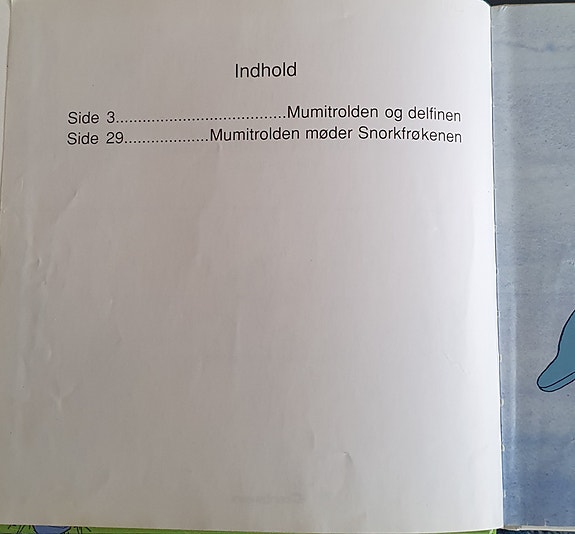 Indhold
Side 3......................................Mumitrolden og delfinen
Side 29...................Mumitrolden møder Snorkfrøkenen